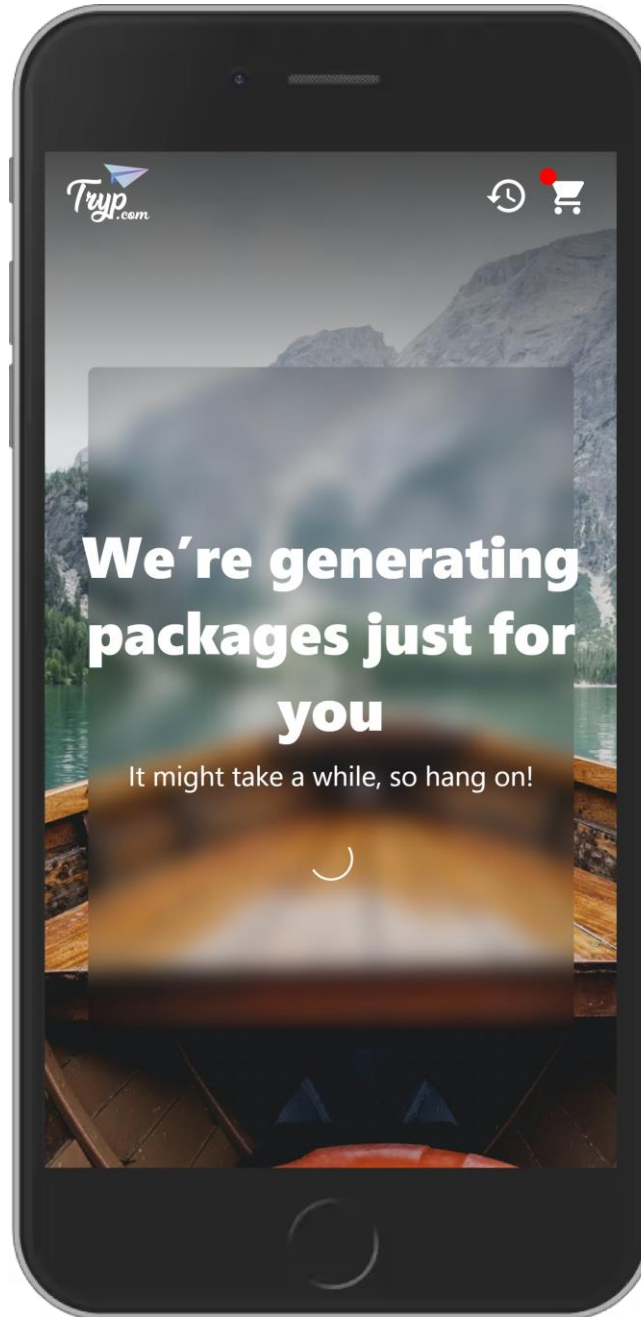 Tryp
.com
We're generating
packages just for
you
It might take a while, so hang on!